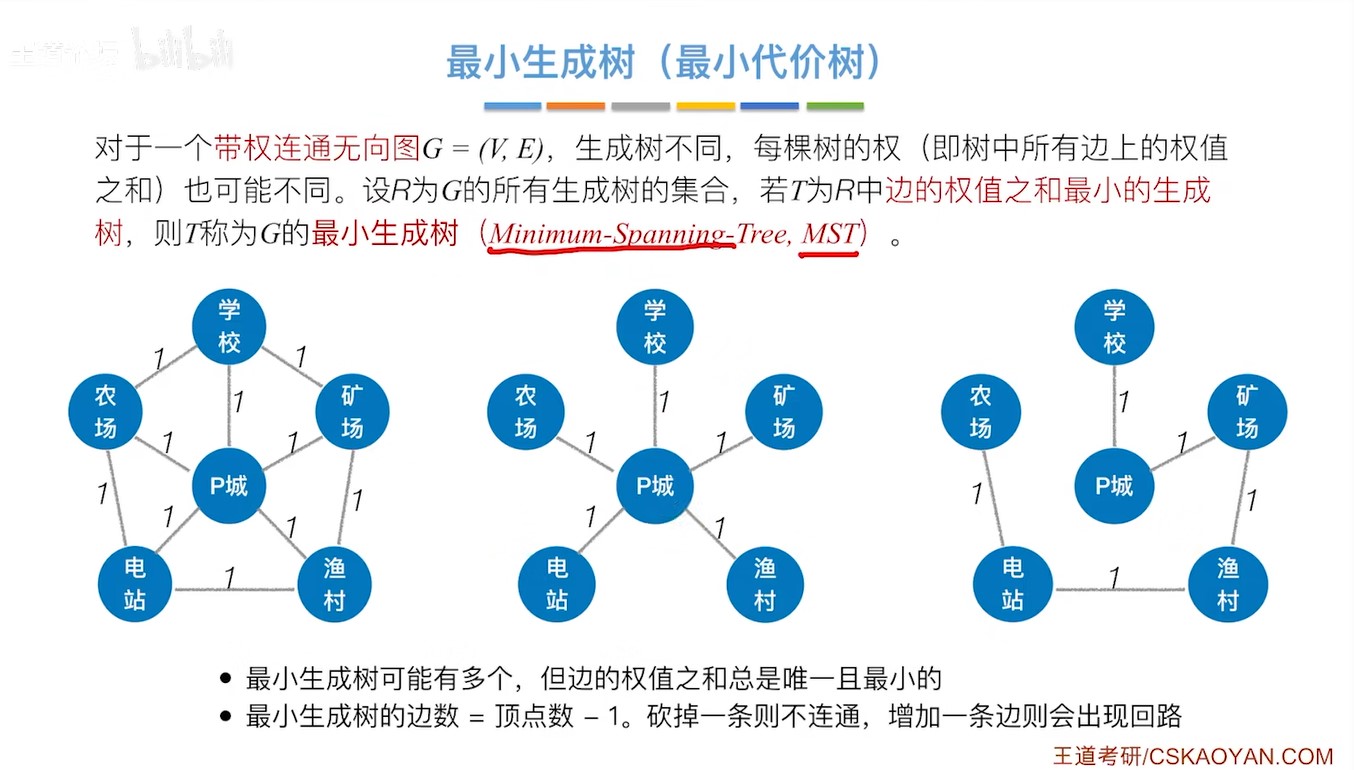 bilibili
最小生成树（最小代价树）
对于一个带权连通无向图G = (V, E)，生成树不同，每棵树的权（即树中所有边上的权值
之和）也可能不同。设R为G的所有生成树的集合，若T为R中边的权值之和最小的生成
树，则T称为G的最小生成树（Minimum-Spanning-Tree, MST）。
学校
1
1
1
农场
矿场
1
1
P城
1
1
1
1
电站
1
渔村
学校
1
农场
矿场
1
1
P城
1
1
电站
渔村
学校
1
农场
矿场
1
P城
1
1
电站
1
渔村
• 最小生成树可能有多个，但边的权值之和总是唯一且最小的
• 最小生成树的边数 = 顶点数 − 1。砍掉一条则不连通，增加一条边则会出现回路
王道考研/CSKAOYAN.COM